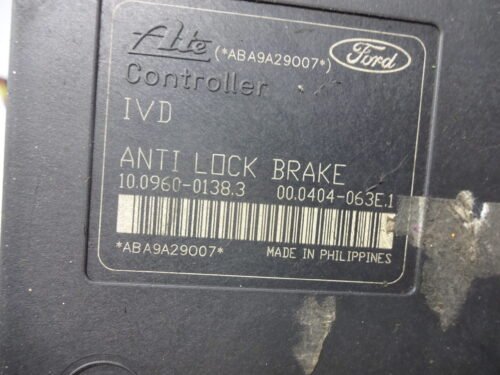 Ate (*ABA9A29007*) Ford
Controller
IVD
ANTI LOCK BRAKE
10.0960-0138.3 00.0404-063E.1
*ABA9A29007* MADE IN PHILIPPINES